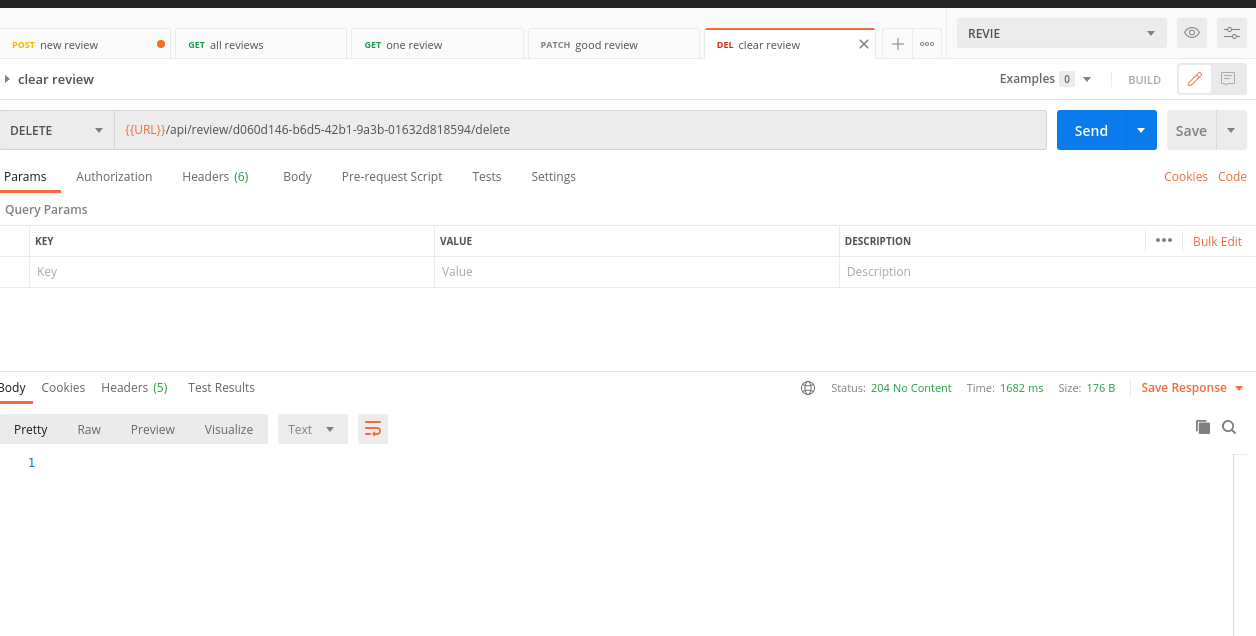 POST new review GET all reviews GET one review PATCH good review DEL clear review REVIE
clear review Examples 0 BUILD
DELETE {{URL}}/api/review/d060d146-b6d5-42b1-9a3b-01632d818594/delete Send Save
Params Authorization Headers (6) Body Pre-request Script Tests Settings Cookies Code
Query Params
KEY VALUE DESCRIPTION Bulk Edit
Key Value Description
Body Cookies Headers (5) Test Results Status: 204 No Content Time: 1682 ms Size: 176 B Save Response
Pretty Raw Preview Visualize Text
1